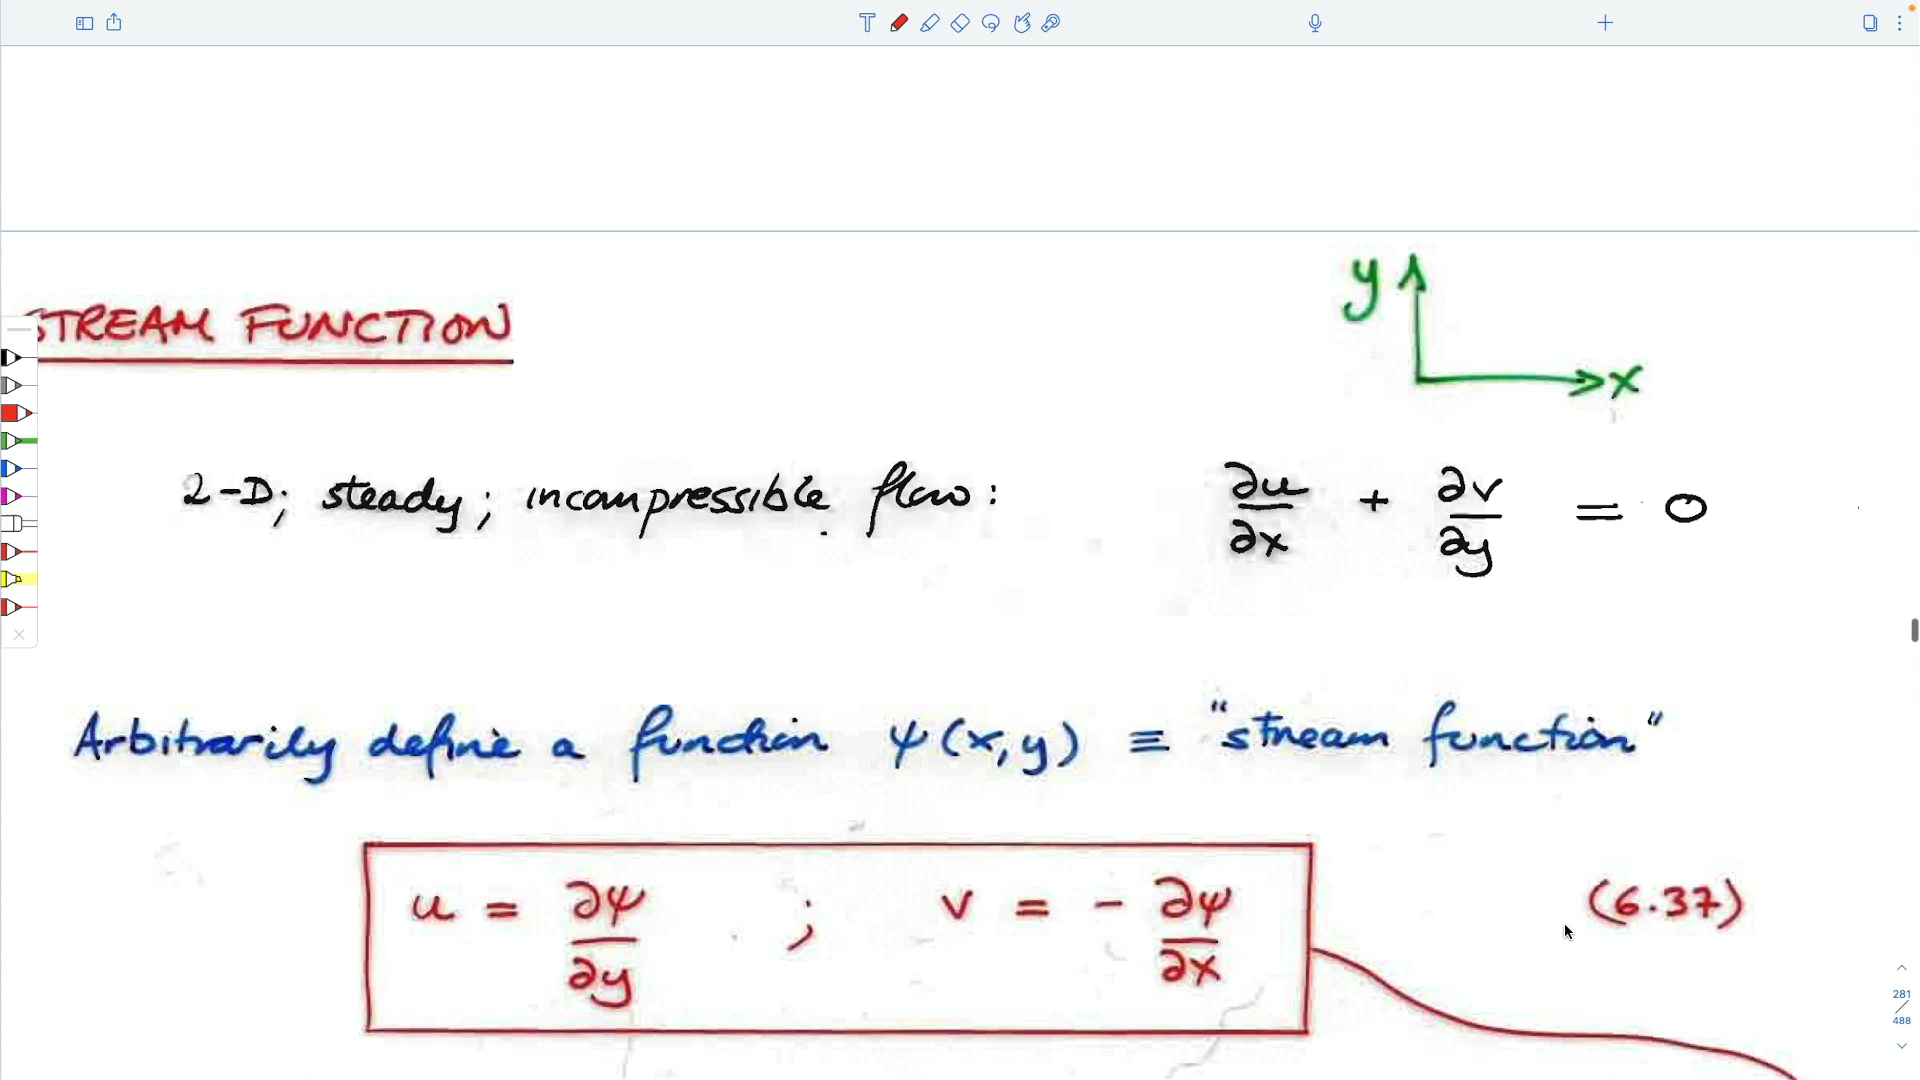 STREAM FUNCTION
y
x
2-D; steady; incompressible flow: ∂u/∂x + ∂v/∂y = 0
Arbitrarily define a function ψ(x,y) ≡ "stream function"
u = ∂ψ/∂y ; v = - ∂ψ/∂x (6.37)
281
488